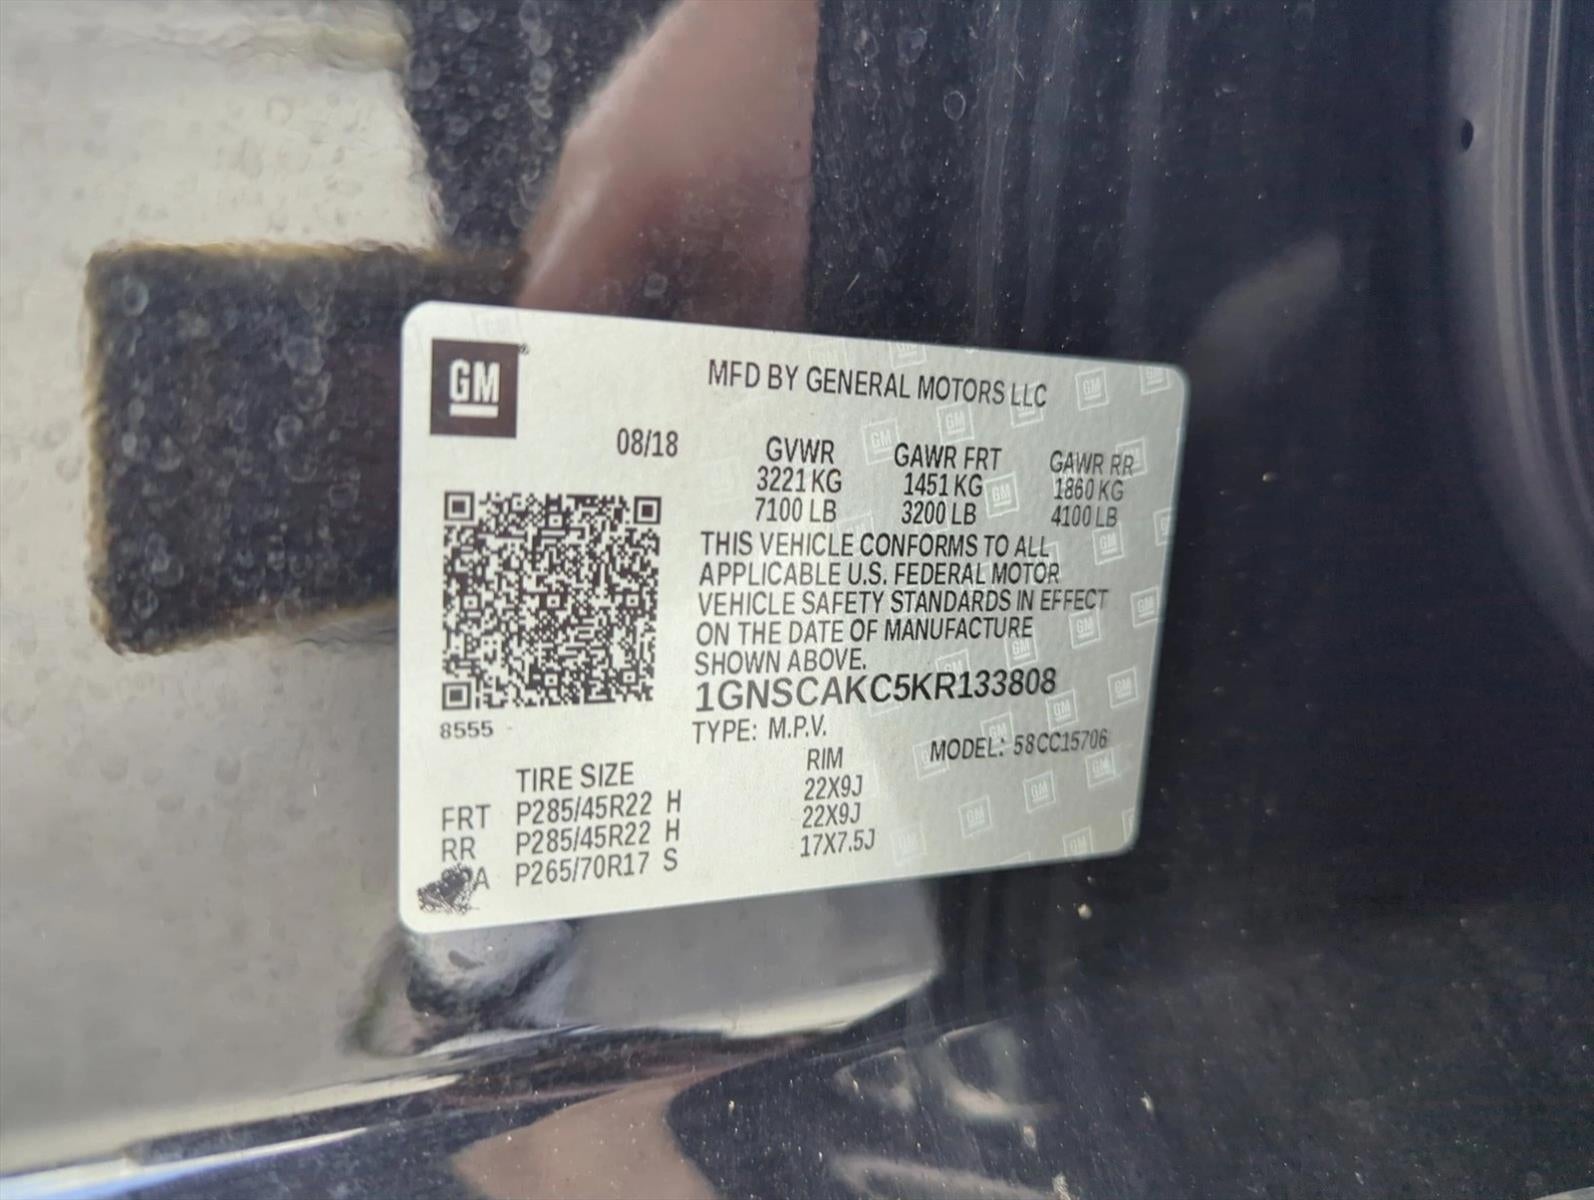 GM
MFD BY GENERAL MOTORS LLC
08/18
GVWR GAWR FRT GAWR RR
3221 KG 1451 KG 1860 KG
7100 LB 3200 LB 4100 LB
THIS VEHICLE CONFORMS TO ALL
APPLICABLE U.S. FEDERAL MOTOR
VEHICLE SAFETY STANDARDS IN EFFECT
ON THE DATE OF MANUFACTURE
SHOWN ABOVE.
1GNSCAKC5KR133808
8555
TYPE: M.P.V. MODEL: 58CC15706
TIRE SIZE RIM
FRT P285/45R22 H 22X9J
RR P285/45R22 H 22X9J
SPA P265/70R17 S 17X7.5J